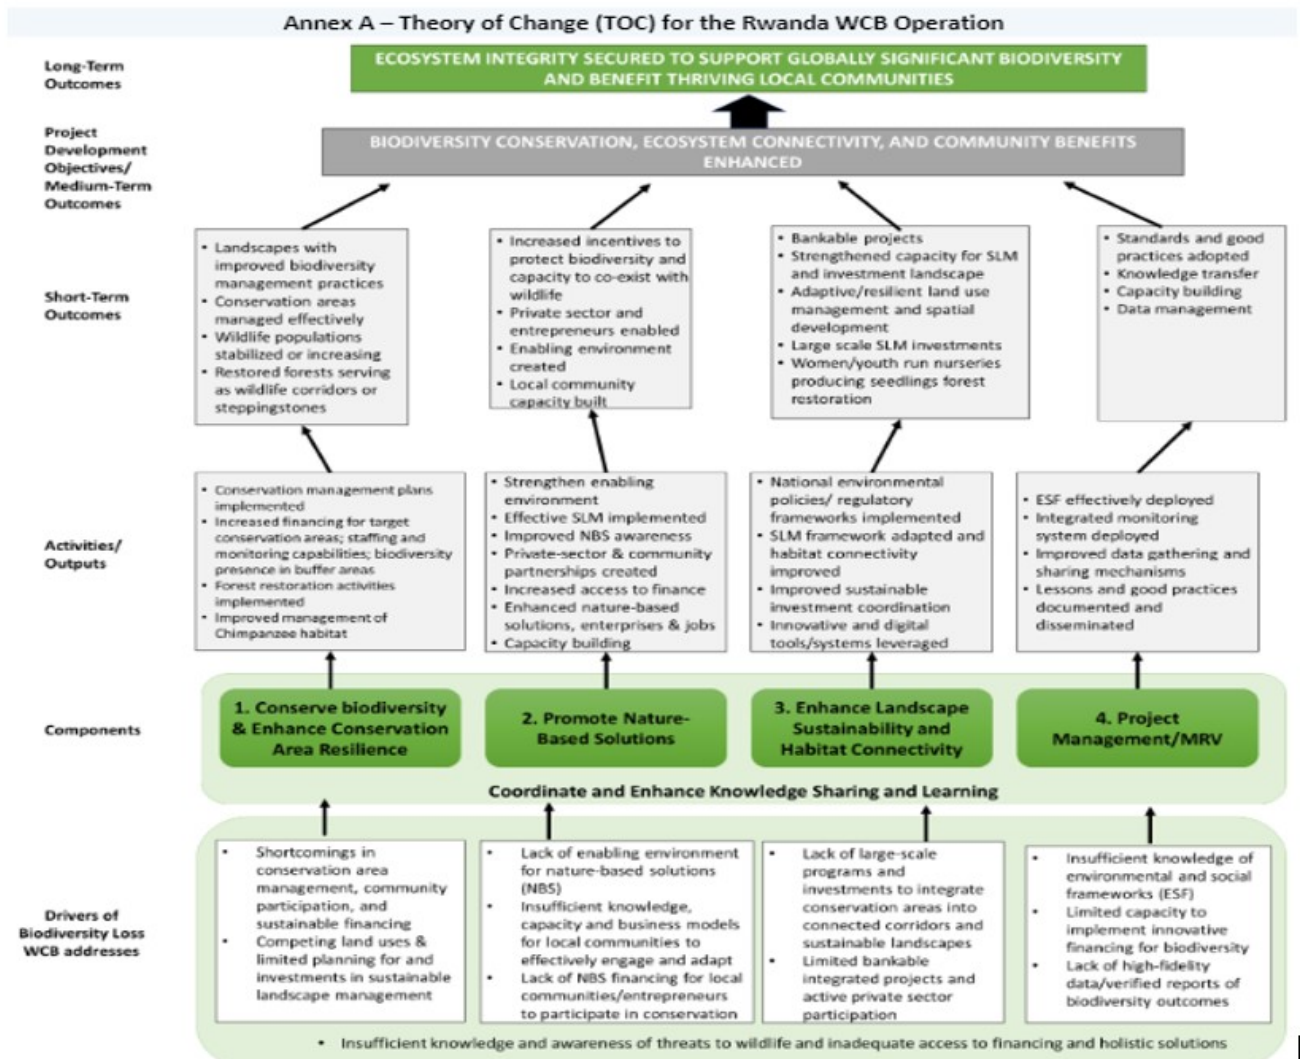 Annex A – Theory of Change (TOC) for the Rwanda WCB Operation
Long-Term
Outcomes
ECOSYSTEM INTEGRITY SECURED TO SUPPORT GLOBALLY SIGNIFICANT BIODIVERSITY
AND BENEFIT THRIVING LOCAL COMMUNITIES
Project
Development
Objectives/
Medium-Term
Outcomes
BIODIVERSITY CONSERVATION, ECOSYSTEM CONNECTIVITY, AND COMMUNITY BENEFITS
ENHANCED
Short-Term
Outcomes
• Landscapes with
improved biodiversity
management practices
• Conservation areas
managed effectively
• Wildlife populations
stabilized or increasing
• Restored forests serving
as wildlife corridors or
steppingstones
• Increased incentives to
protect biodiversity and
capacity to co-exist with
wildlife
• Private sector and
entrepreneurs enabled
• Enabling environment
created
• Local community
capacity built
• Bankable projects
• Strengthened capacity for SLM
and investment landscape
• Adaptive/resilient land use
management and spatial
development
• Large scale SLM investments
• Women/youth run nurseries
producing seedlings forest
restoration
• Standards and good
practices adopted
• Knowledge transfer
• Capacity building
• Data management
Activities/
Outputs
• Conservation management plans
implemented
• Increased financing for target
conservation areas; staffing and
monitoring capabilities; biodiversity
presence in buffer areas
• Forest restoration activities
implemented
• Improved management of
Chimpanzee habitat
• Strengthen enabling
environment
• Effective SLM implemented
• Improved NBS awareness
• Private-sector & community
partnerships created
• Increased access to finance
• Enhanced nature-based
solutions, enterprises & jobs
• Capacity building
• National environmental
policies/ regulatory
frameworks implemented
• SLM framework adapted and
habitat connectivity
improved
• Improved sustainable
investment coordination
• Innovative and digital
tools/systems leveraged
• ESF effectively deployed
• Integrated monitoring
system deployed
• Improved data gathering and
sharing mechanisms
• Lessons and good practices
documented and
disseminated
Components
1. Conserve biodiversity
& Enhance Conservation
Area Resilience
2. Promote Nature-
Based Solutions
3. Enhance Landscape
Sustainability and
Habitat Connectivity
4. Project
Management/MRV
Coordinate and Enhance Knowledge Sharing and Learning
Drivers of
Biodiversity Loss
WCB addresses
• Shortcomings in
conservation area
management, community
participation, and
sustainable financing
• Competing land uses &
limited planning for and
investments in sustainable
landscape management
• Lack of enabling environment
for nature-based solutions
(NBS)
• Insufficient knowledge,
capacity and business models
for local communities to
effectively engage and adapt
• Lack of NBS financing for local
communities/entrepreneurs
to participate in conservation
• Lack of large-scale
programs and
investments to integrate
conservation areas into
connected corridors and
sustainable landscapes
• Limited bankable
integrated projects and
active private sector
participation
• Insufficient knowledge of
environmental and social
frameworks (ESF)
• Limited capacity to
implement innovative
financing for biodiversity
• Lack of high-fidelity
data/verified reports of
biodiversity outcomes
• Insufficient knowledge and awareness of threats to wildlife and inadequate access to financing and holistic solutions